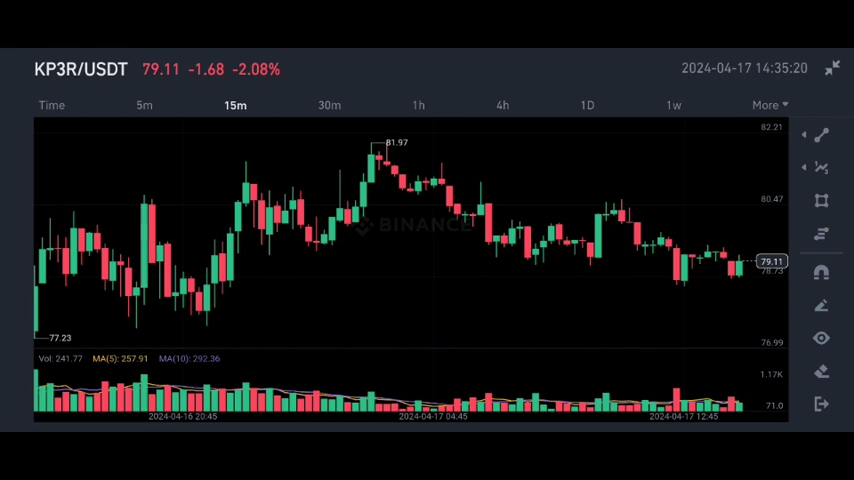 KP3R/USDT 79.11 -1.68 -2.08% 2024-04-17 14:35:20
Time 5m 15m 30m 1h 4h 1D 1w More
82.21
81.97
80.47
BINANCE
79.11
78.73
77.23
76.99
Vol: 241.77 MA(5): 257.91 MA(10): 292.36
1.17K
71.0
2024-04-16 20:45 2024-04-17 04:45 2024-04-17 12:45